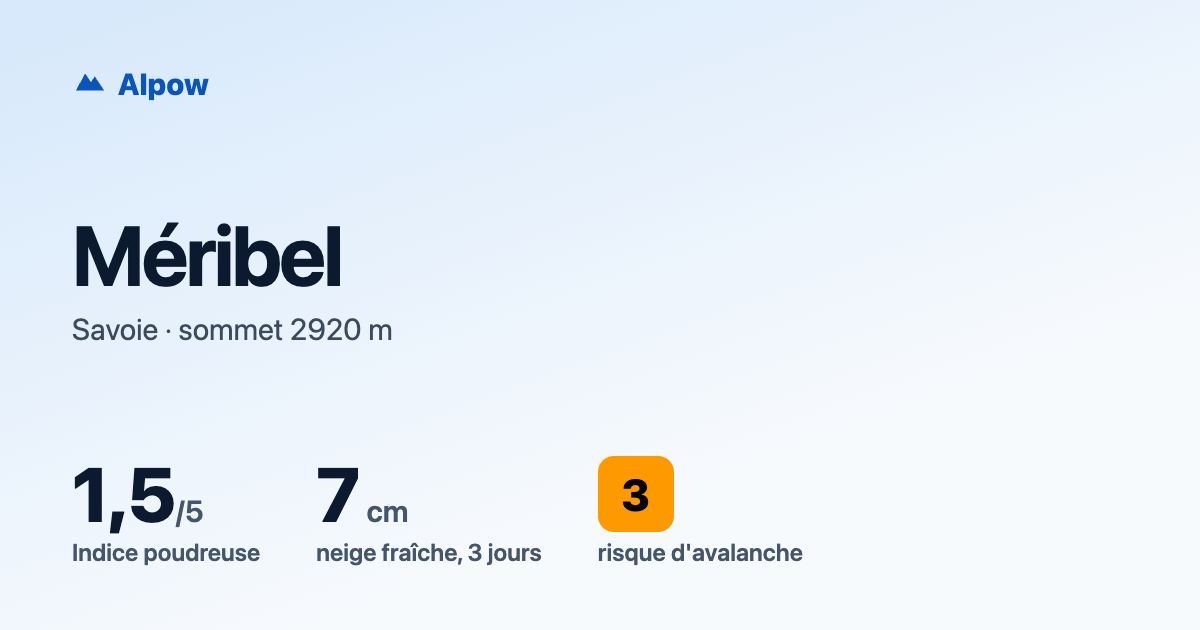 Alpow
Méribel
Savoie · sommet 2920 m
1,5/5
Indice poudreuse
7 cm
neige fraîche, 3 jours
3
risque d'avalanche